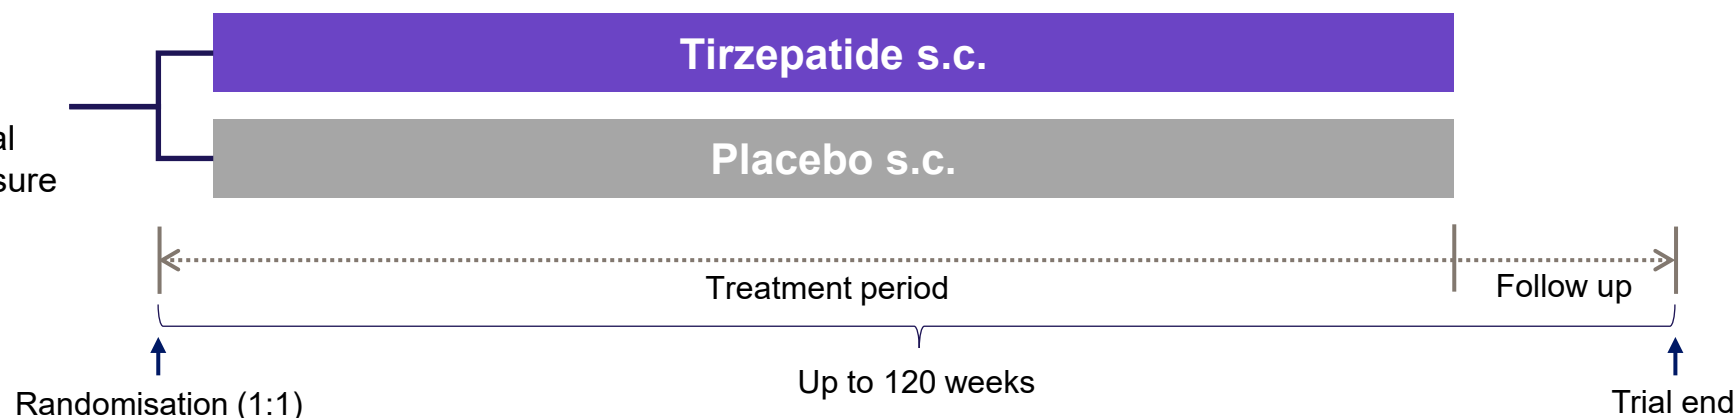 Tirzepatide s.c.
Placebo s.c.
Treatment period
Follow up
Up to 120 weeks
Randomisation (1:1)
Trial end